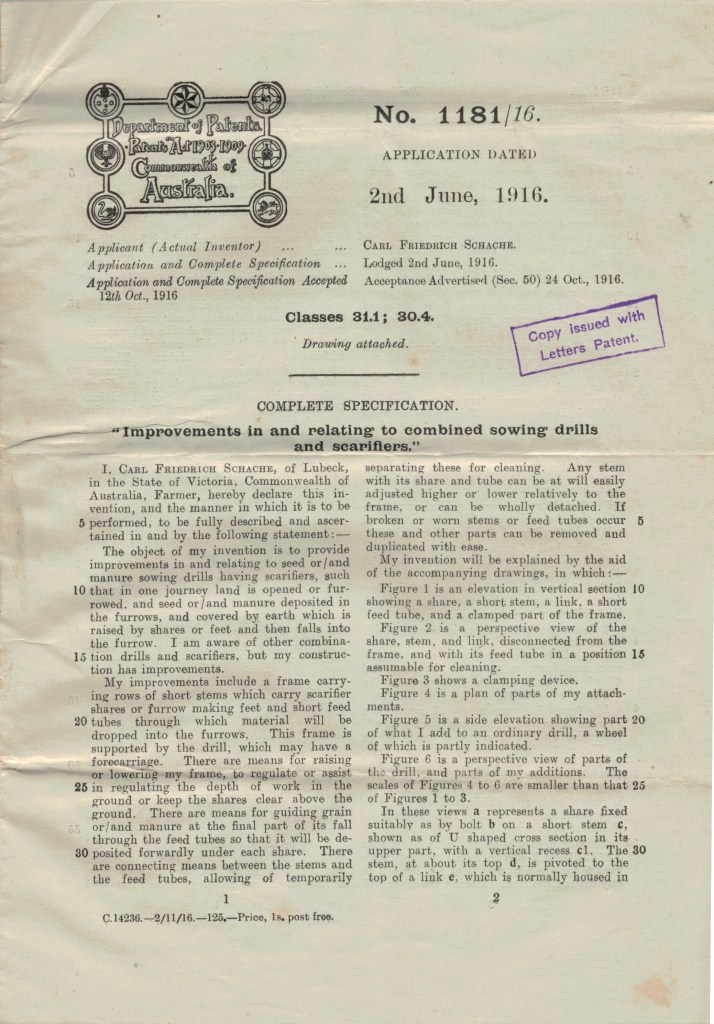 Department of Patents.
Patents Act 1903-1909
Commonwealth of
Australia.
No. 1181/16.
APPLICATION DATED
2nd June, 1916.
Applicant (Actual Inventor) ... ... CARL FRIEDRICH SCHACHE.
Application and Complete Specification ... Lodged 2nd June, 1916.
Application and Complete Specification Accepted Acceptance Advertised (Sec. 50) 24 Oct., 1916.
12th Oct., 1916
Classes 31.1; 30.4.
Drawing attached.
Copy issued with
Letters Patent.
COMPLETE SPECIFICATION.
"Improvements in and relating to combined sowing drills
and scarifiers."
I, CARL FRIEDRICH SCHACHE, of Lubeck,
in the State of Victoria, Commonwealth of
Australia, Farmer, hereby declare this in-
vention, and the manner in which it is to be
5 performed, to be fully described and ascer-
tained in and by the following statement:—
The object of my invention is to provide
improvements in and relating to seed or/and
manure sowing drills having scarifiers, such
10 that in one journey land is opened or fur-
rowed, and seed or/and manure deposited in
the furrows, and covered by earth which is
raised by shares or feet and then falls into
the furrow. I am aware of other combina-
15 tion drills and scarifiers, but my construc-
tion has improvements.
My improvements include a frame carry-
ing rows of short stems which carry scarifier
shares or furrow making feet and short feed
20 tubes through which material will be
dropped into the furrows. This frame is
supported by the drill, which may have a
forecarriage. There are means for raising
or lowering my frame, to regulate or assist
25 in regulating the depth of work in the
ground or keep the shares clear above the
ground. There are means for guiding grain
or/and manure at the final part of its fall
through the feed tubes so that it will be de-
30 posited forwardly under each share. There
are connecting means between the stems and
the feed tubes, allowing of temporarily
1
C.14236.—2/11/16.—125.—Price, 1s. post free.
separating these for cleaning. Any stem
with its share and tube can be at will easily
adjusted higher or lower relatively to the
frame, or can be wholly detached. If
broken or worn stems or feed tubes occur 5
these and other parts can be removed and
duplicated with ease.
My invention will be explained by the aid
of the accompanying drawings, in which:—
Figure 1 is an elevation in vertical section 10
showing a share, a short stem, a link, a short
feed tube, and a clamped part of the frame.
Figure 2 is a perspective view of the
share, stem, and link, disconnected from the
frame, and with its feed tube in a position 15
assumable for cleaning.
Figure 3 shows a clamping device.
Figure 4 is a plan of parts of my attach-
ments.
Figure 5 is a side elevation showing part 20
of what I add to an ordinary drill, a wheel
of which is partly indicated.
Figure 6 is a perspective view of parts of
the drill, and parts of my additions. The
scales of Figures 4 to 6 are smaller than that 25
of Figures 1 to 3.
In these views a represents a share fixed
suitably as by bolt b on a short stem c,
shown as of U shaped cross section in its
upper part, with a vertical recess c1. The 30
stem, at about its top d, is pivoted to the
top of a link e, which is normally housed in
2